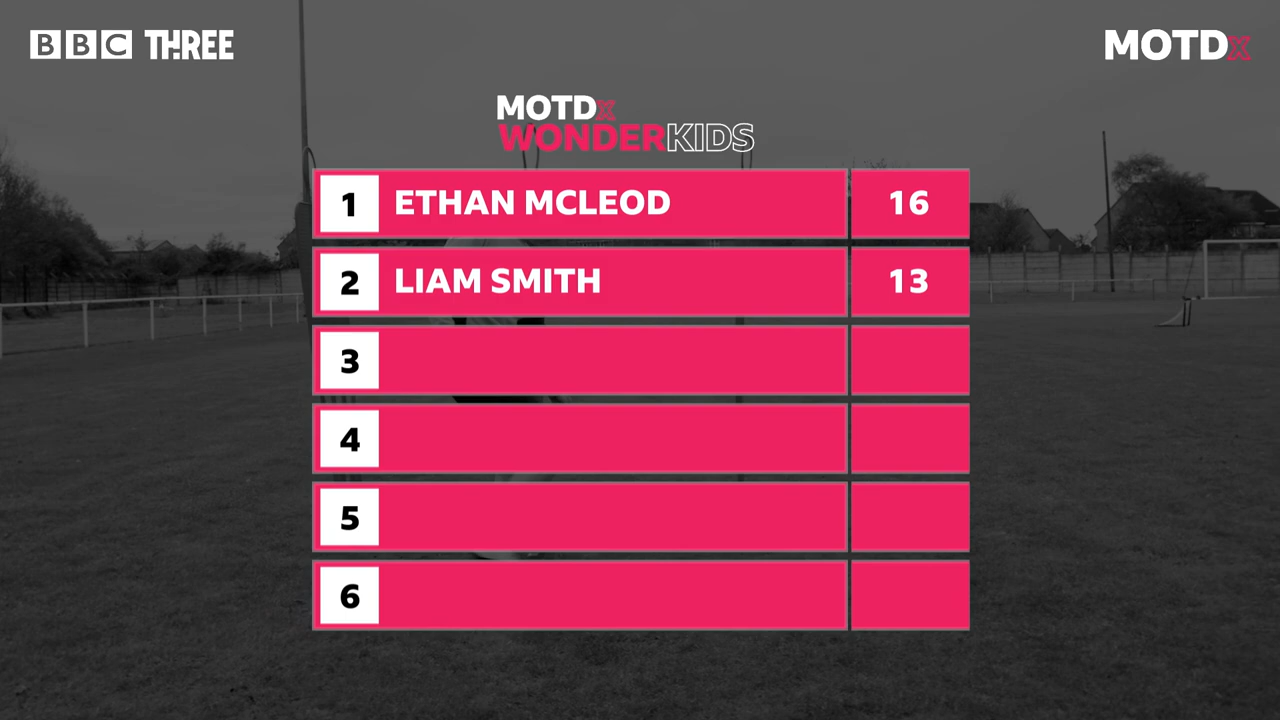 BBC THREE
MOTDx
MOTDx
WONDERKIDS
1 ETHAN MCLEOD 16
2 LIAM SMITH 13
3
4
5
6